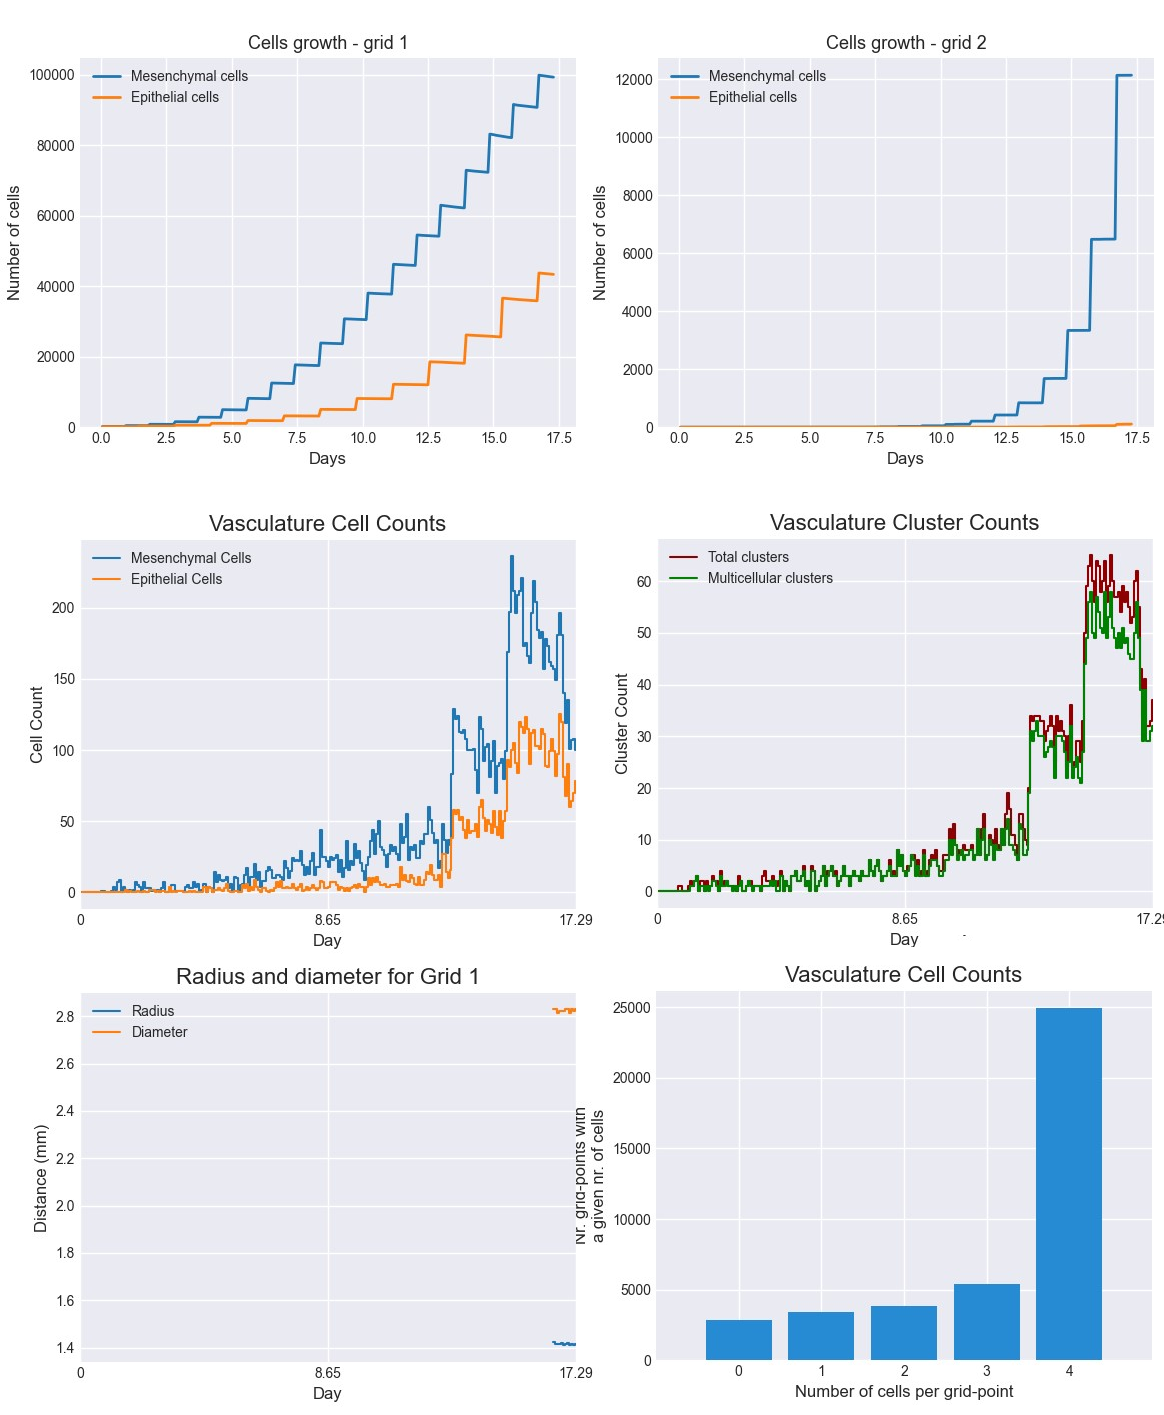 Cells growth - grid 1
Mesenchymal cells
Epithelial cells
100000
80000
60000
40000
20000
0
Number of cells
0.0 2.5 5.0 7.5 10.0 12.5 15.0 17.5
Days
Cells growth - grid 2
Mesenchymal cells
Epithelial cells
12000
10000
8000
6000
4000
2000
0
Number of cells
0.0 2.5 5.0 7.5 10.0 12.5 15.0 17.5
Days
Vasculature Cell Counts
Mesenchymal Cells
Epithelial Cells
200
150
100
50
0
Cell Count
0 8.65 17.29
Day
Vasculature Cluster Counts
Total clusters
Multicellular clusters
60
50
40
30
20
10
0
Cluster Count
0 8.65 17.29
Day
Radius and diameter for Grid 1
Radius
Diameter
2.8
2.6
2.4
2.2
2.0
1.8
1.6
1.4
Distance (mm)
0 8.65 17.29
Day
Vasculature Cell Counts
25000
20000
15000
10000
5000
0
Nr. grid-points with
a given nr. of cells
0 1 2 3 4
Number of cells per grid-point